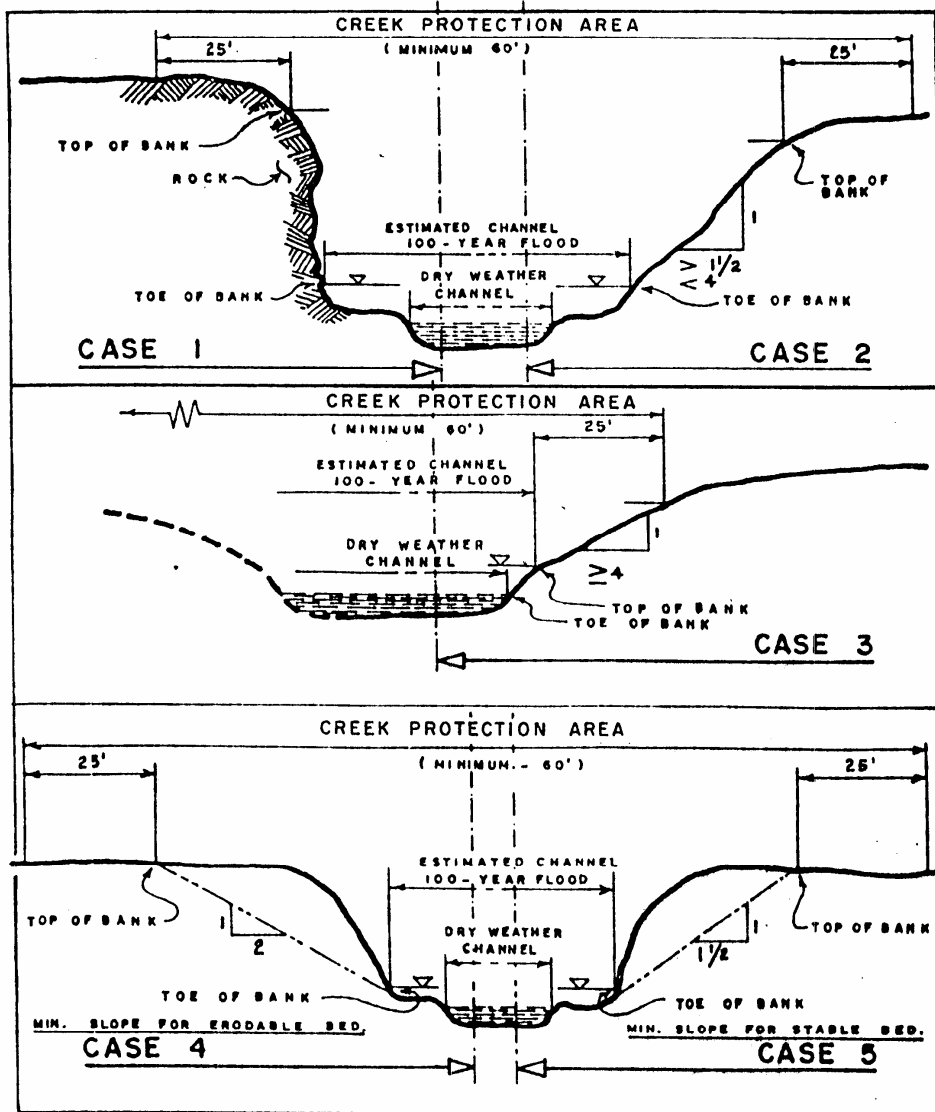 CREEK PROTECTION AREA
(MINIMUM 60')
25'
25'
TOP OF BANK
ROCK
TOP OF
BANK
1
ESTIMATED CHANNEL
100-YEAR FLOOD
> 1 1/2
< 4
DRY WEATHER
CHANNEL
TOE OF BANK
TOE OF BANK
CASE 1
CASE 2
CREEK PROTECTION AREA
(MINIMUM 60')
25'
ESTIMATED CHANNEL
100-YEAR FLOOD
1
DRY WEATHER
CHANNEL
≥4
TOP OF BANK
TOE OF BANK
CASE 3
CREEK PROTECTION AREA
(MINIMUM.-60')
25'
25'
ESTIMATED CHANNEL
100-YEAR FLOOD
TOP OF BANK
1
2
1
1 1/2
TOP OF BANK
DRY WEATHER
CHANNEL
TOE OF BANK
TOE OF BANK
MIN. SLOPE FOR ERODABLE BED.
MIN. SLOPE FOR STABLE BED.
CASE 4
CASE 5